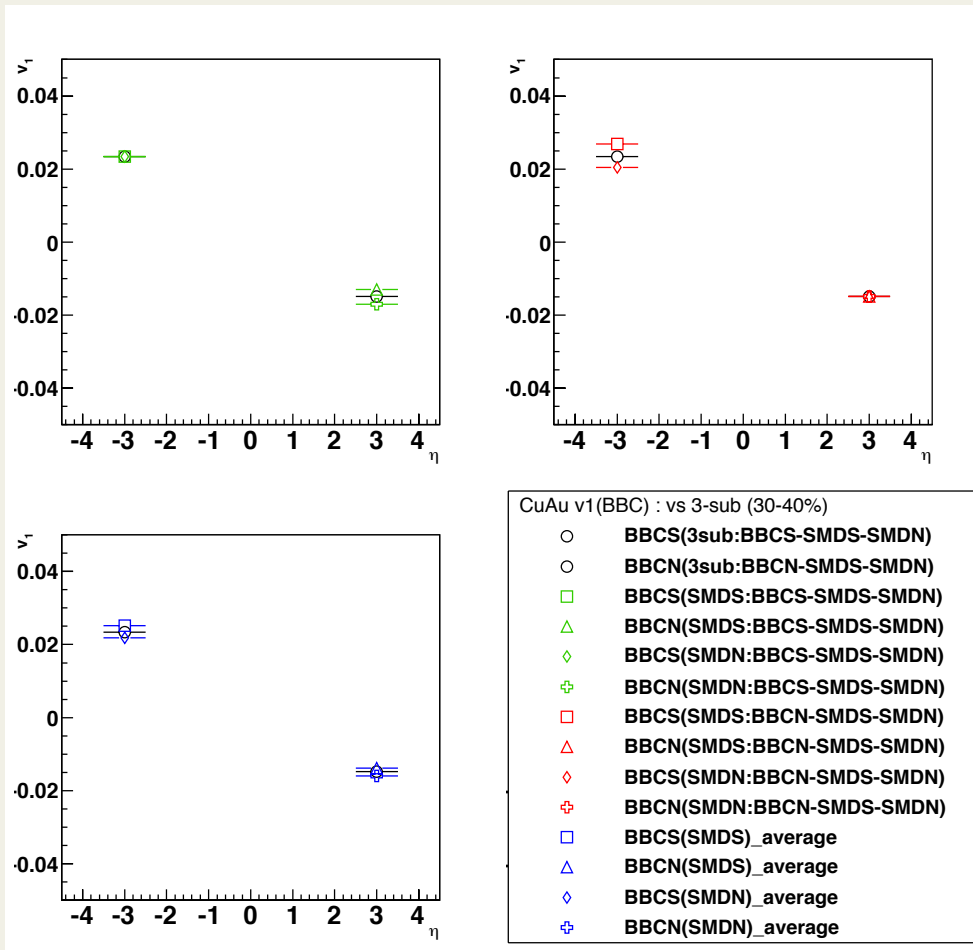 v1
0.04
0.02
0
-0.02
-0.04
-4 -3 -2 -1 0 1 2 3 4
η
v1
0.04
0.02
0
-0.02
-0.04
-4 -3 -2 -1 0 1 2 3 4
η
v1
0.04
0.02
0
-0.02
-0.04
-4 -3 -2 -1 0 1 2 3 4
η
CuAu v1(BBC) : vs 3-sub (30-40%)
BBCS(3sub:BBCS-SMDS-SMDN)
BBCN(3sub:BBCN-SMDS-SMDN)
BBCS(SMDS:BBCS-SMDS-SMDN)
BBCN(SMDS:BBCS-SMDS-SMDN)
BBCS(SMDN:BBCS-SMDS-SMDN)
BBCN(SMDN:BBCS-SMDS-SMDN)
BBCS(SMDS:BBCN-SMDS-SMDN)
BBCN(SMDS:BBCN-SMDS-SMDN)
BBCS(SMDN:BBCN-SMDS-SMDN)
BBCN(SMDN:BBCN-SMDS-SMDN)
BBCS(SMDS)_average
BBCN(SMDS)_average
BBCS(SMDN)_average
BBCN(SMDN)_average